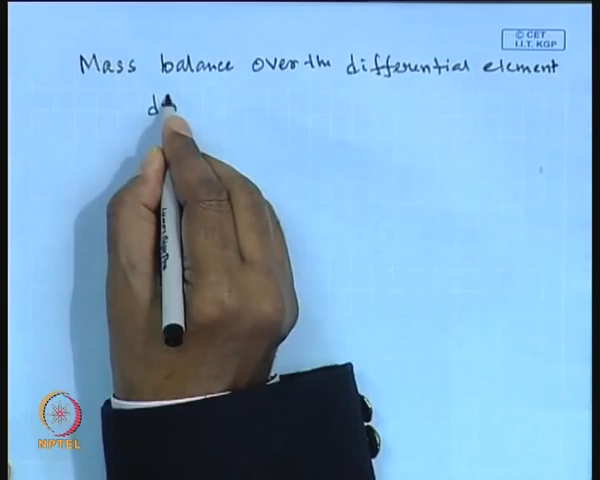 © CET
I.I.T. KGP
Mass balance over the differential element
NPTEL